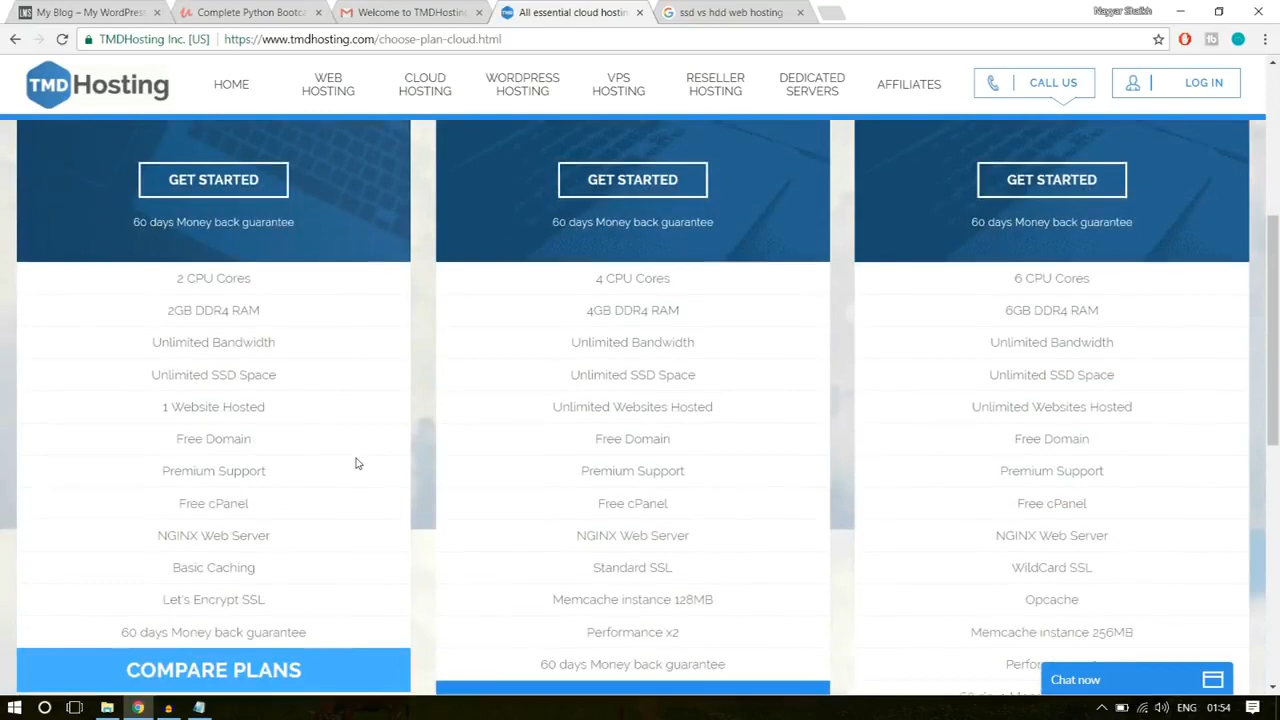 My Blog – My WordPress
Complete Python Bootc
Welcome to TMDHosting
All essential cloud hostin
ssd vs hdd web hosting
Nayyar Shaikh
TMDHosting Inc. [US]
https://www.tmdhosting.com/choose-plan-cloud.html
TMDHosting
HOME
WEB HOSTING
CLOUD HOSTING
WORDPRESS HOSTING
VPS HOSTING
RESELLER HOSTING
DEDICATED SERVERS
AFFILIATES
CALL US
LOG IN
GET STARTED
60 days Money back guarantee
2 CPU Cores
2GB DDR4 RAM
Unlimited Bandwidth
Unlimited SSD Space
1 Website Hosted
Free Domain
Premium Support
Free cPanel
NGINX Web Server
Basic Caching
Let's Encrypt SSL
60 days Money back guarantee
COMPARE PLANS
GET STARTED
60 days Money back guarantee
4 CPU Cores
4GB DDR4 RAM
Unlimited Bandwidth
Unlimited SSD Space
Unlimited Websites Hosted
Free Domain
Premium Support
Free cPanel
NGINX Web Server
Standard SSL
Memcache instance 128MB
Performance x2
60 days Money back guarantee
GET STARTED
60 days Money back guarantee
6 CPU Cores
6GB DDR4 RAM
Unlimited Bandwidth
Unlimited SSD Space
Unlimited Websites Hosted
Free Domain
Premium Support
Free cPanel
NGINX Web Server
WildCard SSL
Opcache
Memcache instance 256MB
Chat now
ENG
01:54